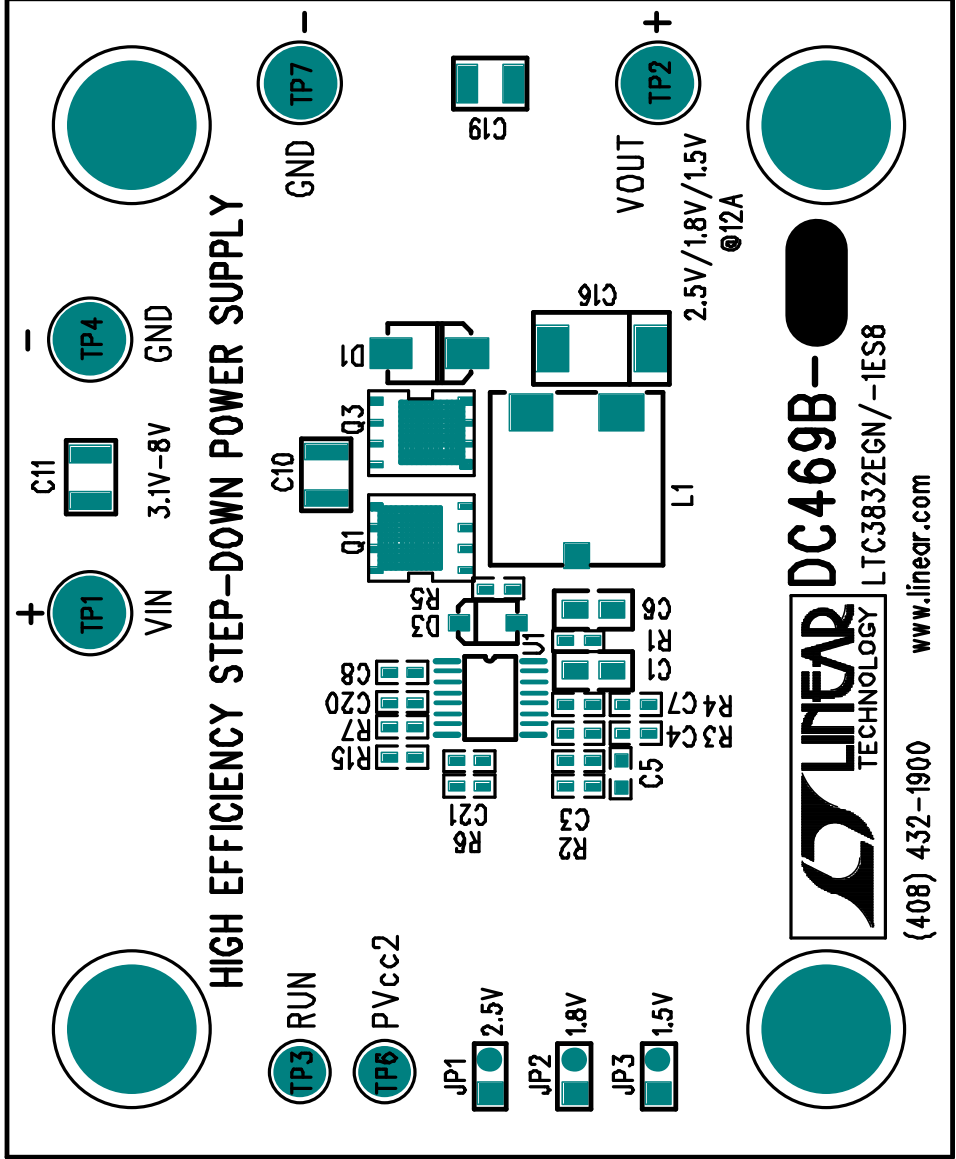 +
TP1
VIN
C11
3.1V-8V
-
TP4
GND
HIGH EFFICIENCY STEP-DOWN POWER SUPPLY
TP3
RUN
TP6
PVcc2
JP1
2.5V
JP2
1.8V
JP3
1.5V
-
TP7
GND
C19
+
TP2
VOUT
2.5V/1.8V/1.5V
@12A
C10
Q1
Q3
D1
C16
L1
R5
D3
U1
C8
C20
R7
R15
C21
R6
C6
R1
C1
R4 C7
R3 C4
C5
C3
R2
LINEAR
TECHNOLOGY
DC469B-
LTC3832EGN/-1ES8
(408) 432-1900
www.linear.com